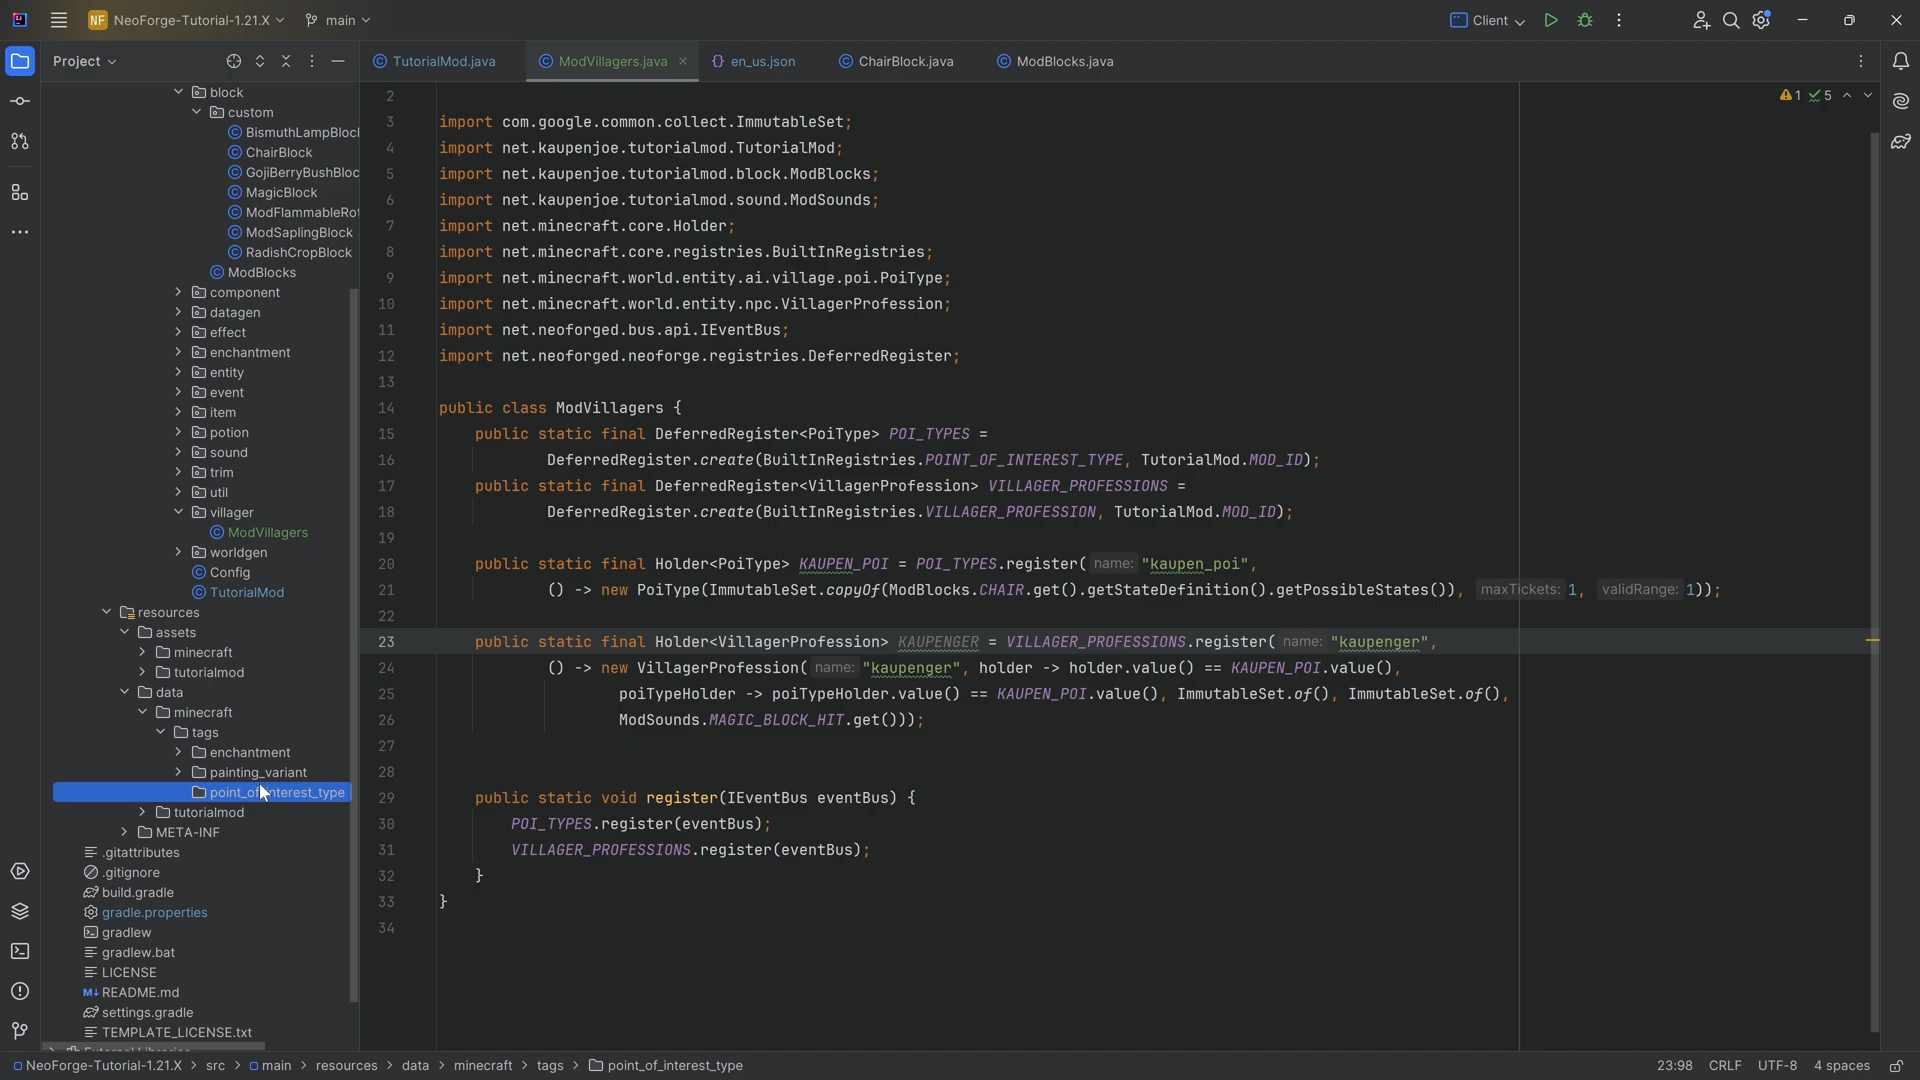 NF NeoForge-Tutorial-1.21.X main Client
Project TutorialMod.java ModVillagers.java {} en_us.json ChairBlock.java ModBlocks.java
block
custom
BismuthLampBloc
ChairBlock
GojiBerryBushBloc
MagicBlock
ModFlammableRot
ModSaplingBlock
RadishCropBlock
ModBlocks
component
datagen
effect
enchantment
entity
event
item
potion
sound
trim
util
villager
ModVillagers
worldgen
Config
TutorialMod
resources
assets
minecraft
tutorialmod
data
minecraft
tags
enchantment
painting_variant
point_of_interest_type
tutorialmod
META-INF
.gitattributes
.gitignore
build.gradle
gradle.properties
gradlew
gradlew.bat
LICENSE
M↓ README.md
settings.gradle
TEMPLATE_LICENSE.txt
1 5
2
3 import com.google.common.collect.ImmutableSet;
4 import net.kaupenjoe.tutorialmod.TutorialMod;
5 import net.kaupenjoe.tutorialmod.block.ModBlocks;
6 import net.kaupenjoe.tutorialmod.sound.ModSounds;
7 import net.minecraft.core.Holder;
8 import net.minecraft.core.registries.BuiltInRegistries;
9 import net.minecraft.world.entity.ai.village.poi.PoiType;
10 import net.minecraft.world.entity.npc.VillagerProfession;
11 import net.neoforged.bus.api.IEventBus;
12 import net.neoforged.neoforge.registries.DeferredRegister;
13
14 public class ModVillagers {
15 public static final DeferredRegister<PoiType> POI_TYPES =
16 DeferredRegister.create(BuiltInRegistries.POINT_OF_INTEREST_TYPE, TutorialMod.MOD_ID);
17 public static final DeferredRegister<VillagerProfession> VILLAGER_PROFESSIONS =
18 DeferredRegister.create(BuiltInRegistries.VILLAGER_PROFESSION, TutorialMod.MOD_ID);
19
20 public static final Holder<PoiType> KAUPEN_POI = POI_TYPES.register( name: "kaupen_poi",
21 () -> new PoiType(ImmutableSet.copyOf(ModBlocks.CHAIR.get().getStateDefinition().getPossibleStates()), maxTickets: 1, validRange: 1));
22
23 public static final Holder<VillagerProfession> KAUPENGER = VILLAGER_PROFESSIONS.register( name: "kaupenger",
24 () -> new VillagerProfession( name: "kaupenger", holder -> holder.value() == KAUPEN_POI.value(),
25 poiTypeHolder -> poiTypeHolder.value() == KAUPEN_POI.value(), ImmutableSet.of(), ImmutableSet.of(),
26 ModSounds.MAGIC_BLOCK_HIT.get()));
27
28
29 public static void register(IEventBus eventBus) {
30 POI_TYPES.register(eventBus);
31 VILLAGER_PROFESSIONS.register(eventBus);
32 }
33 }
34
NeoForge-Tutorial-1.21.X > src > main > resources > data > minecraft > tags > point_of_interest_type 23:98 CRLF UTF-8 4 spaces